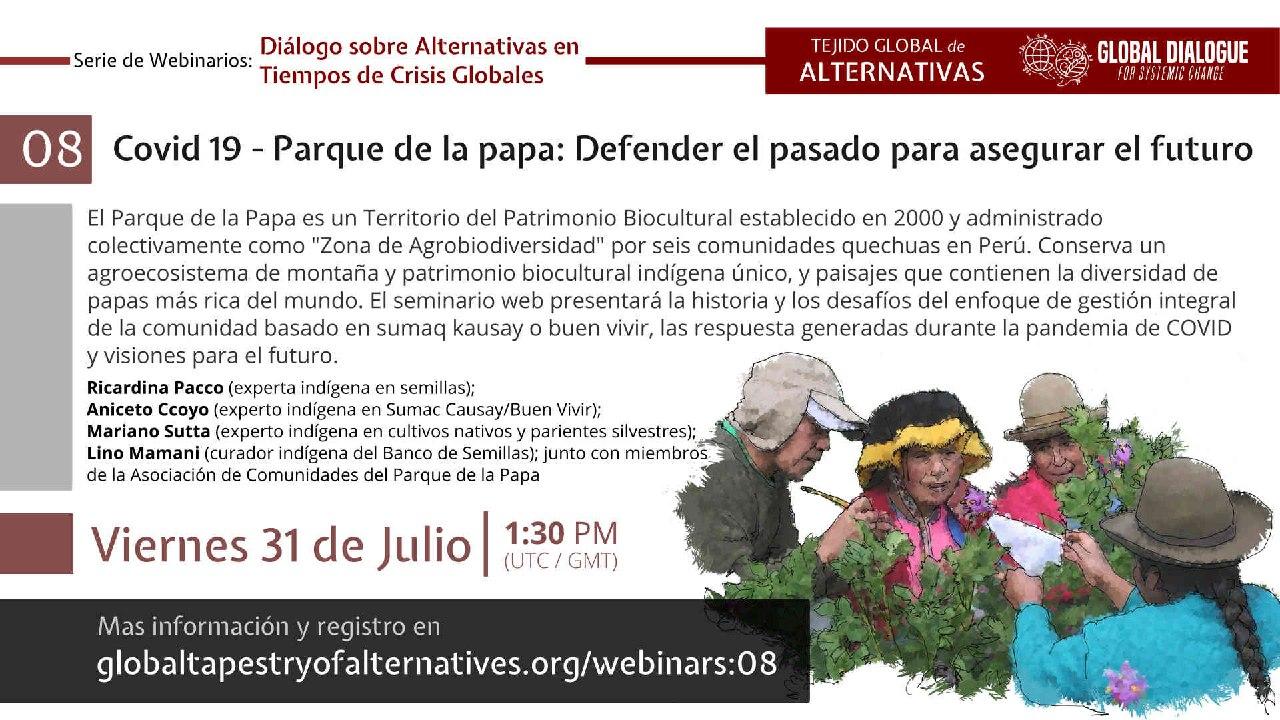 Serie de Webinarios:
Diálogo sobre Alternativas en
Tiempos de Crisis Globales
TEJIDO GLOBAL de
ALTERNATIVAS
GLOBAL DIALOGUE
FOR SYSTEMIC CHANGE
08
Covid 19 - Parque de la papa: Defender el pasado para asegurar el futuro
El Parque de la Papa es un Territorio del Patrimonio Biocultural establecido en 2000 y administrado
colectivamente como "Zona de Agrobiodiversidad" por seis comunidades quechuas en Perú. Conserva un
agroecosistema de montaña y patrimonio biocultural indígena único, y paisajes que contienen la diversidad de
papas más rica del mundo. El seminario web presentará la historia y los desafíos del enfoque de gestión integral
de la comunidad basado en sumaq kausay o buen vivir, las respuesta generadas durante la pandemia de COVID
y visiones para el futuro.
Ricardina Pacco (experta indígena en semillas);
Aniceto Ccoyo (experto indígena en Sumac Causay/Buen Vivir);
Mariano Sutta (experto indígena en cultivos nativos y parientes silvestres);
Lino Mamani (curador indígena del Banco de Semillas); junto con miembros
de la Asociación de Comunidades del Parque de la Papa
Viernes 31 de Julio
1:30 PM
(UTC / GMT)
Mas información y registro en
globaltapestryofalternatives.org/webinars:08